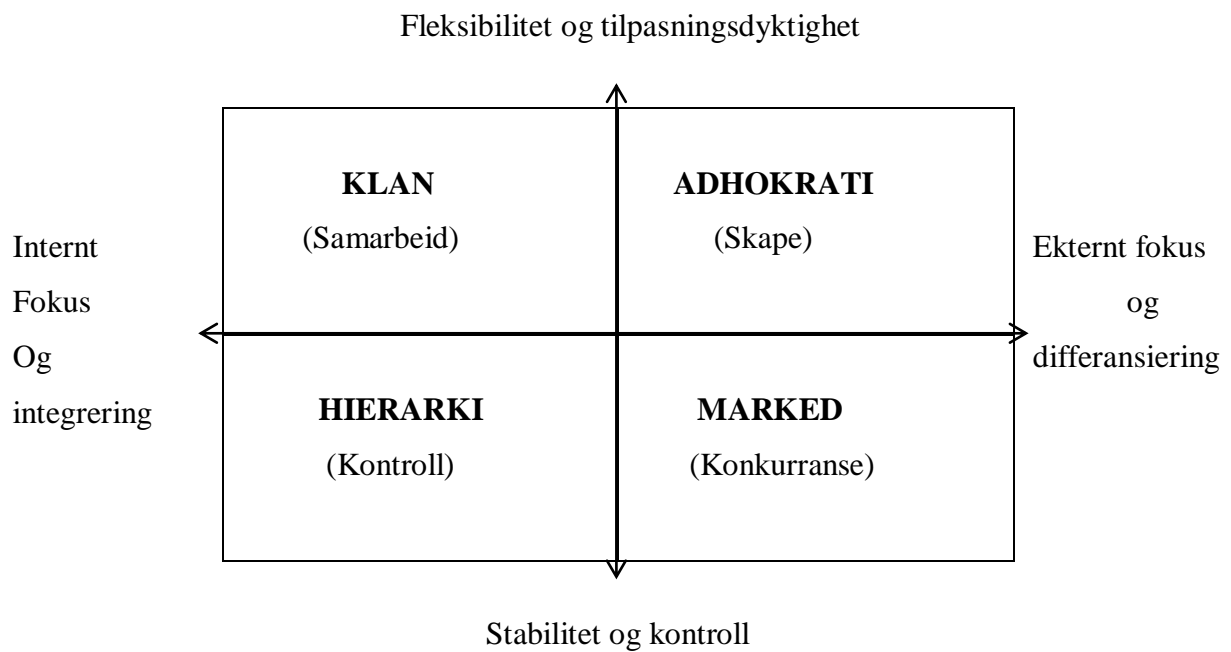 Fleksibilitet og tilpasningsdyktighet
KLAN
(Samarbeid)
ADHOKRATI
(Skape)
Internt
Fokus
Og
integrering
Ekternt fokus
og
differansiering
HIERARKI
(Kontroll)
MARKED
(Konkurranse)
Stabilitet og kontroll